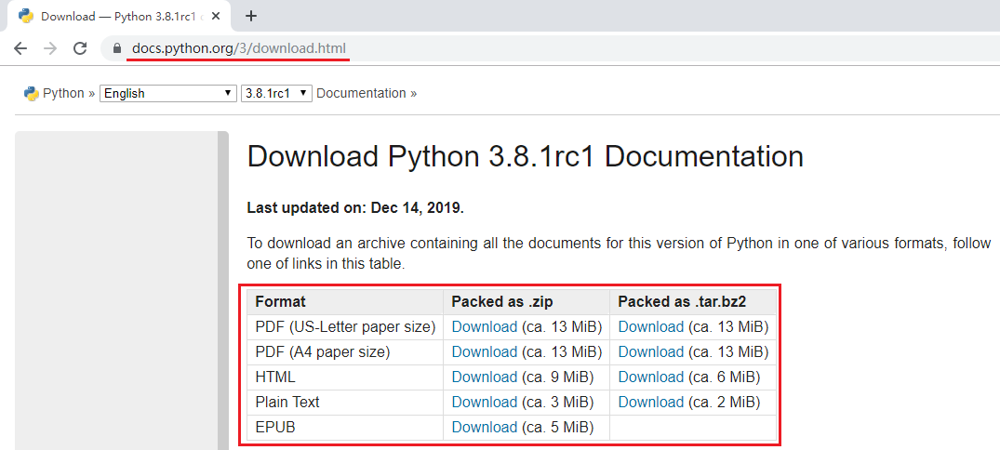 Download — Python 3.8.1rc1
docs.python.org/3/download.html
Python » English 3.8.1rc1 Documentation »
Download Python 3.8.1rc1 Documentation
Last updated on: Dec 14, 2019.
To download an archive containing all the documents for this version of Python in one of various formats, follow
one of links in this table.
Format Packed as .zip Packed as .tar.bz2
PDF (US-Letter paper size) Download (ca. 13 MiB) Download (ca. 13 MiB)
PDF (A4 paper size) Download (ca. 13 MiB) Download (ca. 13 MiB)
HTML Download (ca. 9 MiB) Download (ca. 6 MiB)
Plain Text Download (ca. 3 MiB) Download (ca. 2 MiB)
EPUB Download (ca. 5 MiB)